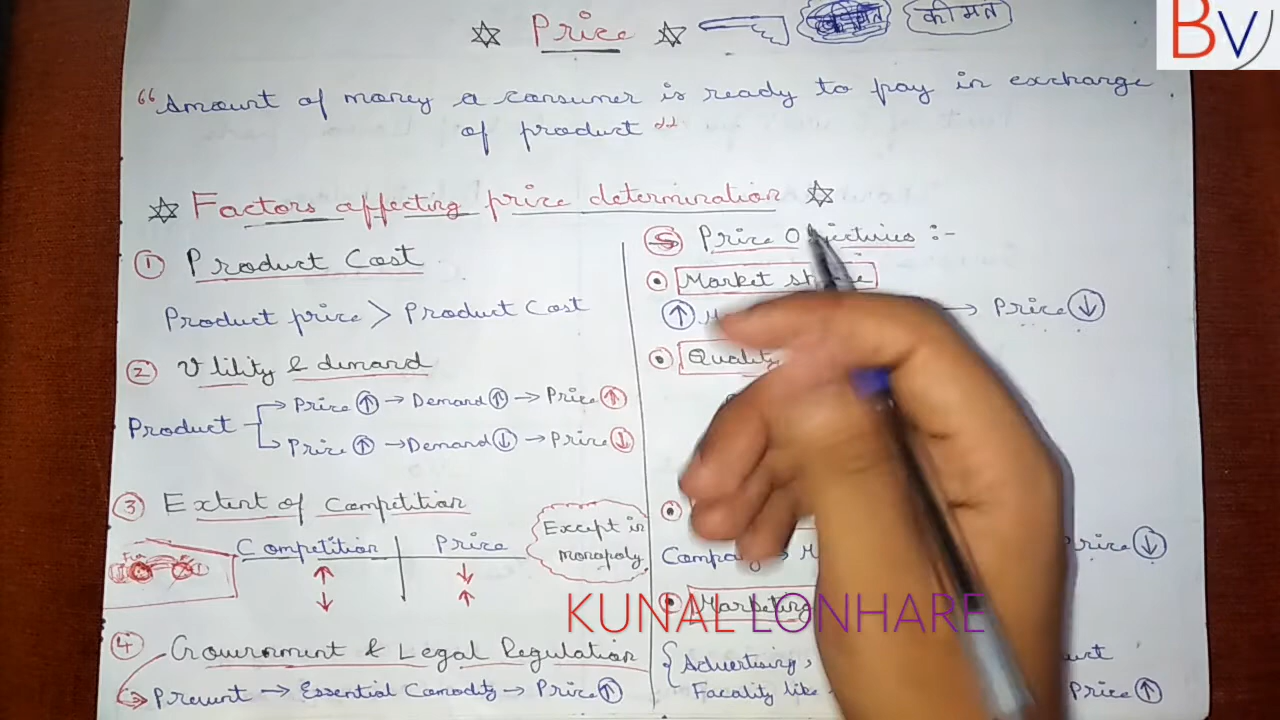 Price कीमत
BV
“Amount of money a consumer is ready to pay in exchange
of product”
Factors affecting price determination
① Product Cost
Product price > Product Cost
② Utility & demand
Product → Price ↑ → Demand ↑ → Price ↑
→ Price ↑ → Demand ↓ → Price ↓
③ Extent of Competition
Competition Price
↑ ↓
↓ ↑
Except in
monopoly
④ Government & Legal Regulation
→ Prevent → Essential Comodity → Price ↑
⑤ Price Objectives :-
• Market share
↑ → Price ↓
• Quality
Company → Price ↓
• Marketing
{ Advertising,
Facality like Price ↑
KUNAL LONHARE